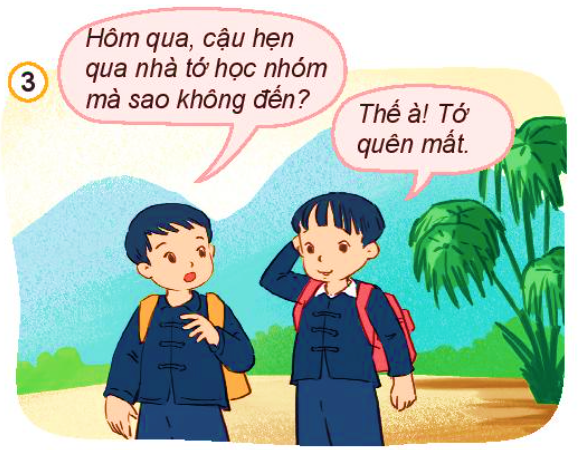 3
Hôm qua, cậu hẹn
qua nhà tớ học nhóm
mà sao không đến?
Thế à! Tớ
quên mất.